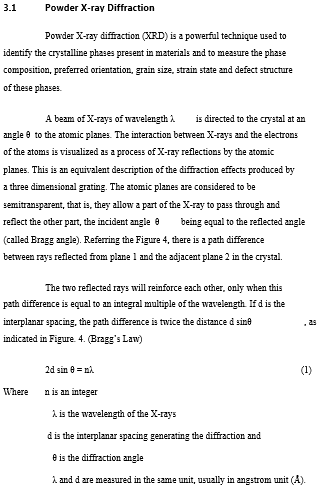 3.1 Powder X-ray Diffraction
Powder X-ray diffraction (XRD) is a powerful technique used to
identify the crystalline phases present in materials and to measure the phase
composition, preferred orientation, grain size, strain state and defect structure
of these phases.
A beam of X-rays of wavelength λ is directed to the crystal at an
angle θ to the atomic planes. The interaction between X-rays and the electrons
of the atoms is visualized as a process of X-ray reflections by the atomic
planes. This is an equivalent description of the diffraction effects produced by
a three dimensional grating. The atomic planes are considered to be
semitransparent, that is, they allow a part of the X-ray to pass through and
reflect the other part, the incident angle θ being equal to the reflected angle
(called Bragg angle). Referring the Figure 4, there is a path difference
between rays reflected from plane 1 and the adjacent plane 2 in the crystal.
The two reflected rays will reinforce each other, only when this
path difference is equal to an integral multiple of the wavelength. If d is the
interplanar spacing, the path difference is twice the distance d sinθ , as
indicated in Figure. 4. (Bragg's Law)
2d sin θ = nλ (1)
Where n is an integer
λ is the wavelength of the X-rays
d is the interplanar spacing generating the diffraction and
θ is the diffraction angle
λ and d are measured in the same unit, usually in angstrom unit (Å).